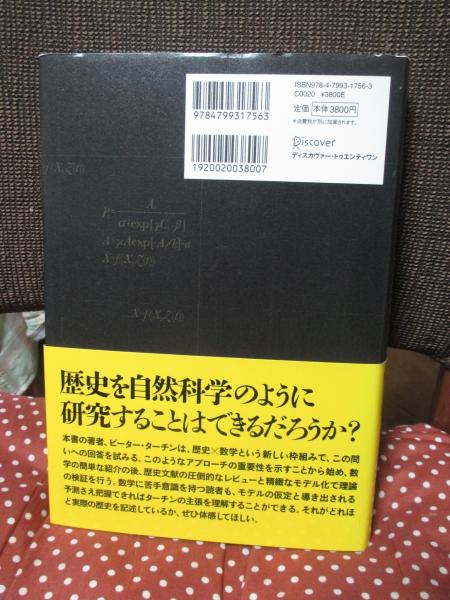 ISBN978-4-7993-1756-3
C0020 ¥3800E
定価 本体3800円
*消費税が別に加算されます。
9784799317563
Discover
ディスカヴァー・トゥエンティワン
1920020038007
歴史を自然科学のように
研究することはできるだろうか?
本書の著者、ピーター・ターチンは、歴史×数学という新しい枠組みで、この問
いへの回答を試みる。このようなアプローチの重要性を示すことから始め、数
学の簡単な紹介の後、歴史文献の圧倒的なレビューと精緻なモデル化で理論
の検証を行う。数学に苦手意識を持つ読者も、モデルの仮定と導き出される
予測さえ把握できればターチンの主張を理解することができる。それがどれほ
ど実際の歴史を記述しているか、ぜひ体感してほしい。